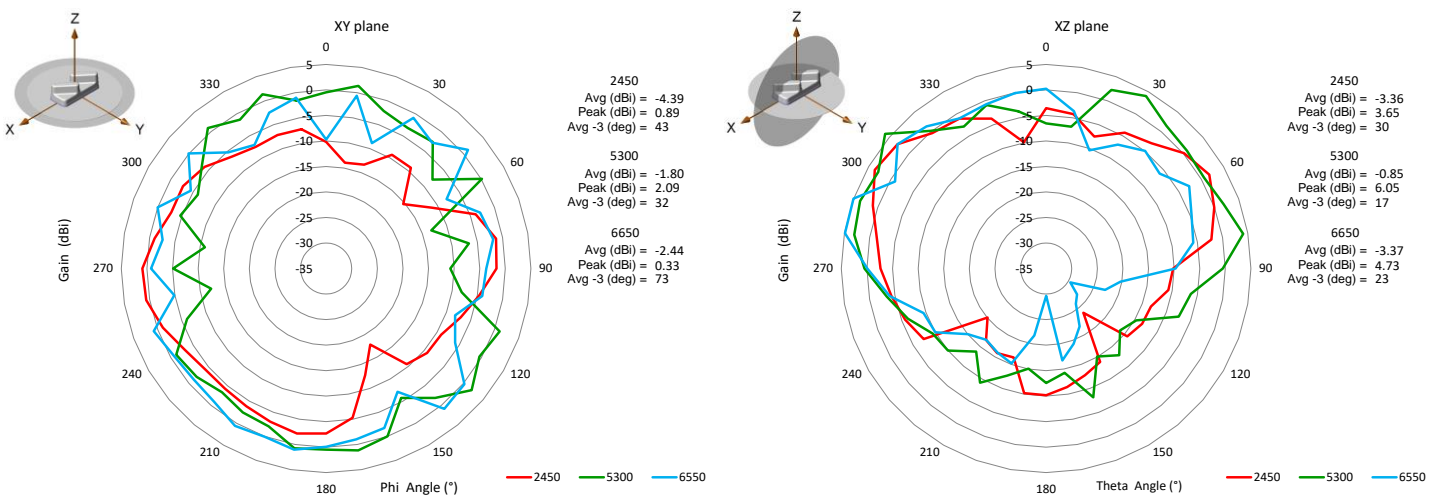 XY plane
Z
X
Y
0
30
60
90
120
150
180
210
240
270
300
330
5
0
-5
-10
-15
-20
-25
-30
-35
Gain (dBi)
Phi Angle (°)
2450
Avg (dBi) = -4.39
Peak (dBi) = 0.89
Avg -3 (deg) = 43
5300
Avg (dBi) = -1.80
Peak (dBi) = 2.09
Avg -3 (deg) = 32
6650
Avg (dBi) = -2.44
Peak (dBi) = 0.33
Avg -3 (deg) = 73
2450 5300 6550
XZ plane
Z
X
Y
0
30
60
90
120
150
180
210
240
270
300
330
5
0
-5
-10
-15
-20
-25
-30
-35
Gain (dBi)
Theta Angle (°)
2450
Avg (dBi) = -3.36
Peak (dBi) = 3.65
Avg -3 (deg) = 30
5300
Avg (dBi) = -0.85
Peak (dBi) = 6.05
Avg -3 (deg) = 17
6650
Avg (dBi) = -3.37
Peak (dBi) = 4.73
Avg -3 (deg) = 23
2450 5300 6550